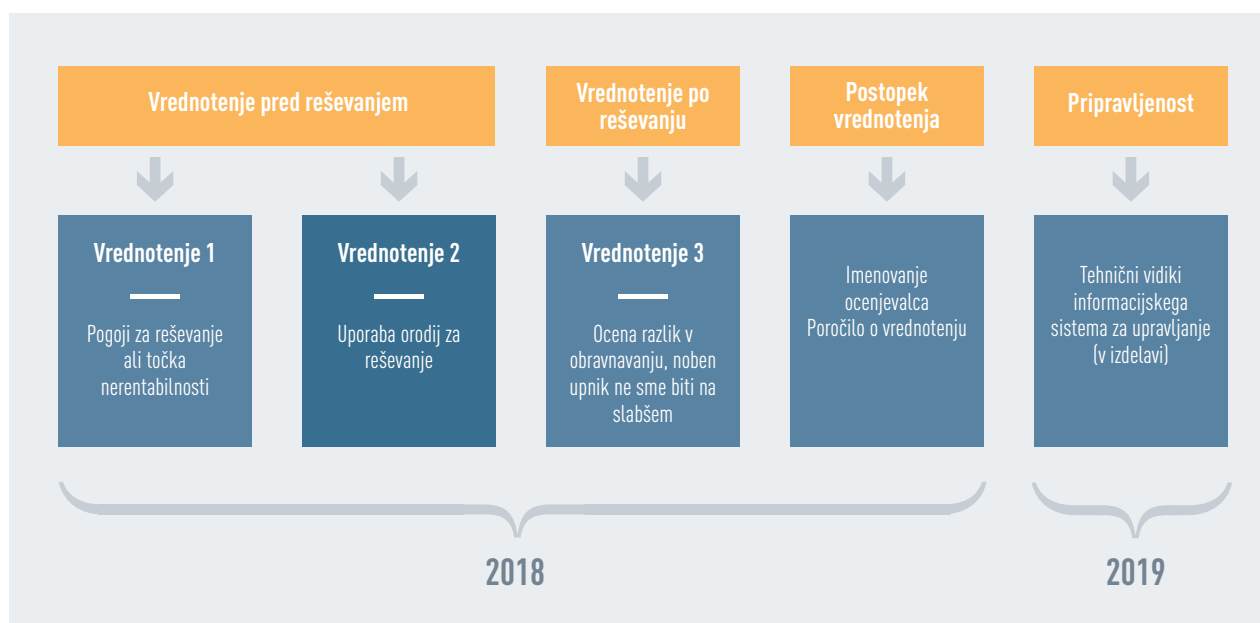 Vrednotenje pred reševanjem
Vrednotenje po
reševanju
Postopek
vrednotenja
Pripravljenost
Vrednotenje 1
Pogoji za reševanje
ali točka
nerentabilnosti
Vrednotenje 2
Uporaba orodij za
reševanje
Vrednotenje 3
Ocena razlik v
obravnavanju, noben
upnik ne sme biti na
slabšem
Imenovanje
ocenjevalca
Poročilo o vrednotenju
Tehnični vidiki
informacijskega
sistema za upravljanje
(v izdelavi)
2018
2019